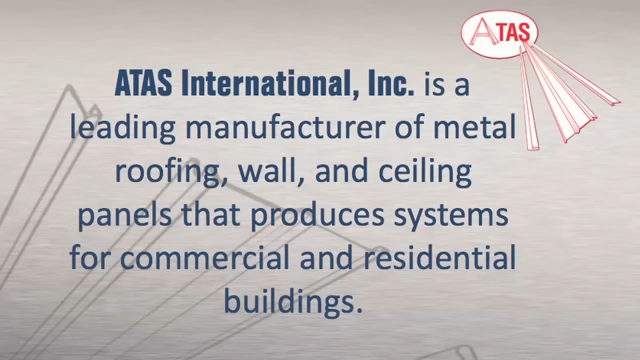 ATAS
ATAS International, Inc. is a
leading manufacturer of metal
roofing, wall, and ceiling
panels that produces systems
for commercial and residential
buildings.